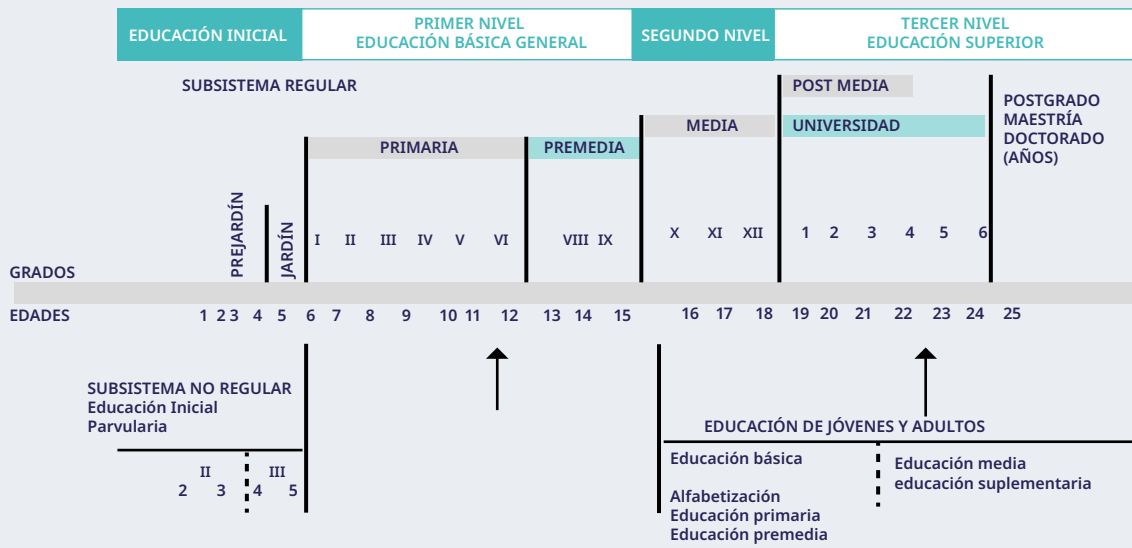 EDUCACIÓN INICIAL
PRIMER NIVEL
EDUCACIÓN BÁSICA GENERAL
SEGUNDO NIVEL
TERCER NIVEL
EDUCACIÓN SUPERIOR
SUBSISTEMA REGULAR
POST MEDIA
POSTGRADO
MAESTRÍA
DOCTORADO
(AÑOS)
MEDIA
UNIVERSIDAD
PRIMARIA
PREMEDIA
PREJARDÍN
JARDÍN
I II III IV V VI VIII IX X XI XII 1 2 3 4 5 6
GRADOS
EDADES 1 2 3 4 5 6 7 8 9 10 11 12 13 14 15 16 17 18 19 20 21 22 23 24 25
SUBSISTEMA NO REGULAR
Educación Inicial
Parvularia
II III
2 3 4 5
EDUCACIÓN DE JÓVENES Y ADULTOS
Educación básica
Alfabetización
Educación primaria
Educación premedia
Educación media
educación suplementaria